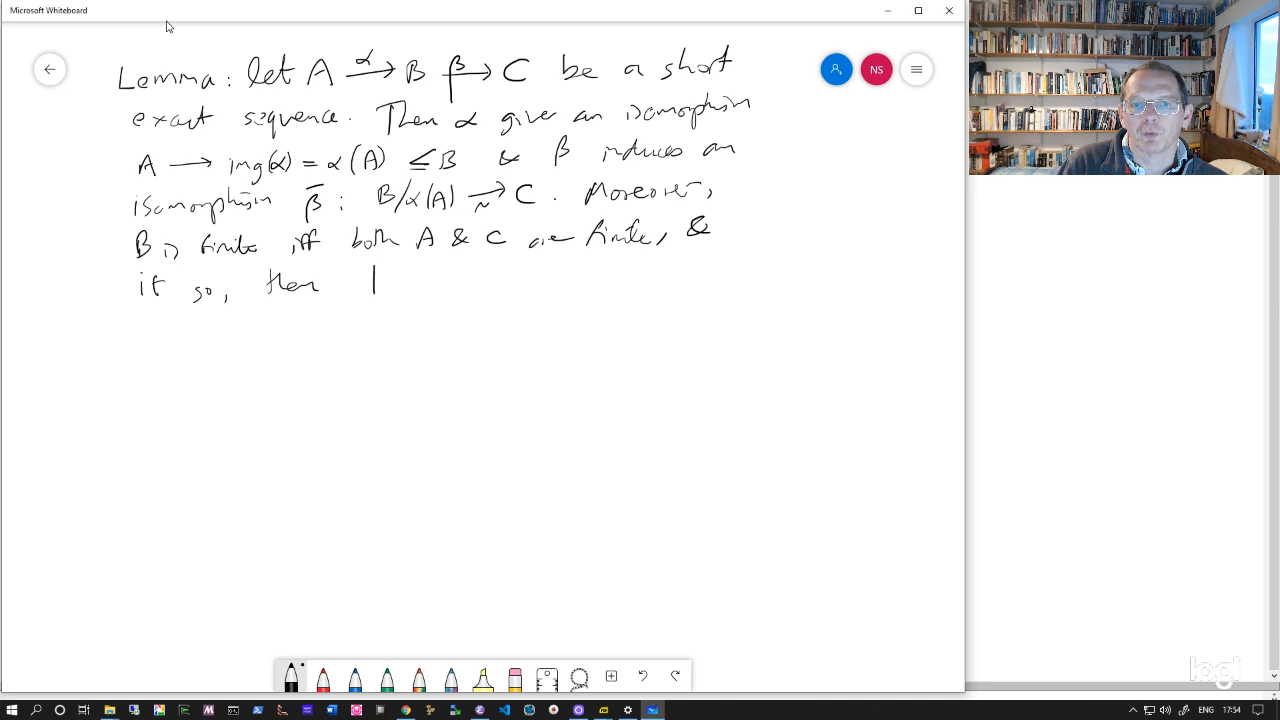 Microsoft Whiteboard
NS
Lemma: let A —α→ B —β→ C be a short
exact sequence. Then α give an isomorphism
A → img(α) = α(A) ≤ B & β induces an
isomorphism β̄ : B/α(A) →~ C. Moreover,
B is finite iff both A & C are finite, &
if so, then |
logi
ENG
17:54